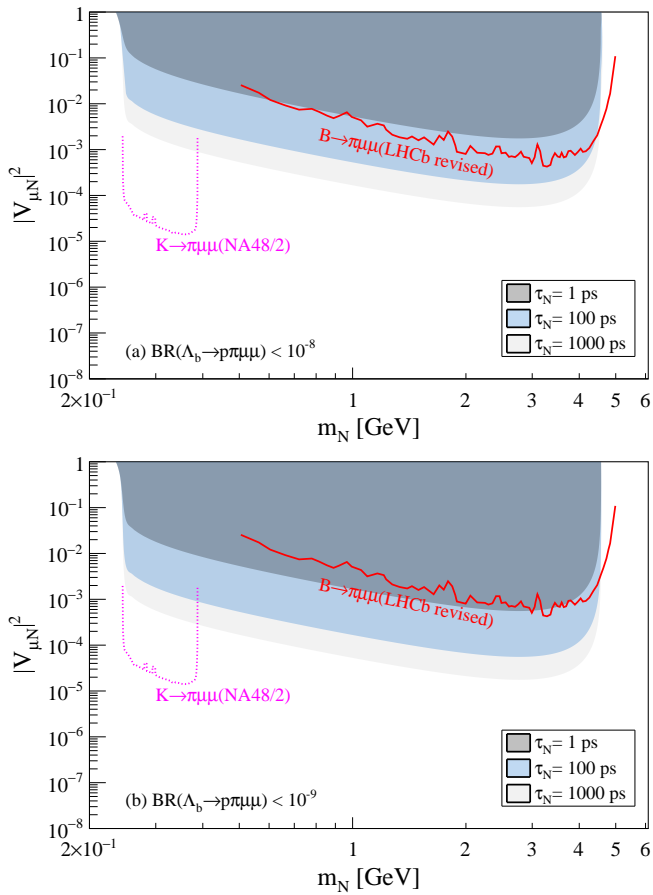 1
10⁻¹
10⁻²
10⁻³
10⁻⁴
10⁻⁵
10⁻⁶
10⁻⁷
10⁻⁸
|V_μN|²
B→πμμ(LHCb revised)
K→πμμ(NA48/2)
τ_N= 1 ps
τ_N= 100 ps
τ_N= 1000 ps
(a) BR(Λ_b→pπμμ) < 10⁻⁸
2×10⁻¹ 1 2 3 4 5 6
m_N [GeV]
1
10⁻¹
10⁻²
10⁻³
10⁻⁴
10⁻⁵
10⁻⁶
10⁻⁷
10⁻⁸
|V_μN|²
B→πμμ(LHCb revised)
K→πμμ(NA48/2)
τ_N= 1 ps
τ_N= 100 ps
τ_N= 1000 ps
(b) BR(Λ_b→pπμμ) < 10⁻⁹
2×10⁻¹ 1 2 3 4 5 6
m_N [GeV]